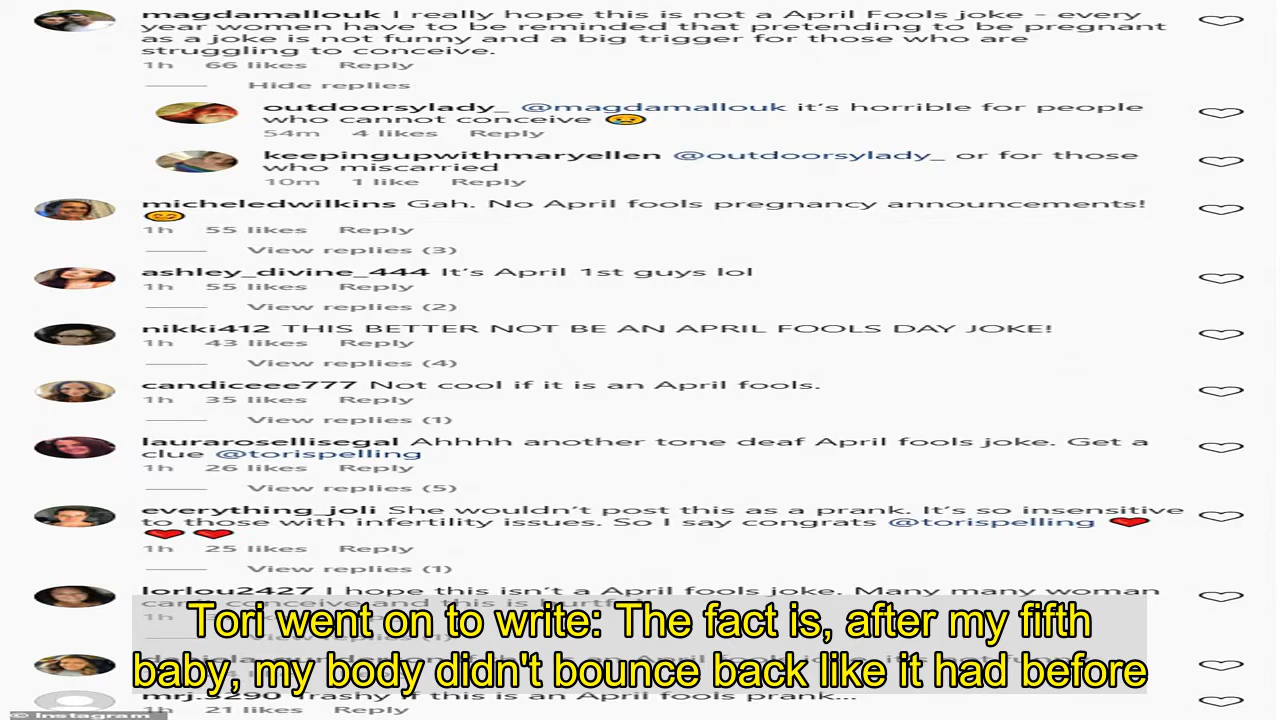 magdamallouk I really hope this is not a April Fools joke - every
year women have to be reminded that pretending to be pregnant
as a joke is not funny and a big trigger for those who are
struggling to conceive.
1h 66 likes Reply
Hide replies
outdoorsylady_ @magdamallouk it's horrible for people
who cannot conceive 😢
54m 4 likes Reply
keepingupwithmaryellen @outdoorsylady_ or for those
who miscarried
10m 1 like Reply
micheledwilkins Gah. No April fools pregnancy announcements!
1h 55 likes Reply
View replies (3)
ashley_divine_444 It's April 1st guys lol
1h 55 likes Reply
View replies (2)
nikki412 THIS BETTER NOT BE AN APRIL FOOLS DAY JOKE!
1h 43 likes Reply
View replies (4)
candiceee777 Not cool if it is an April fools.
1h 35 likes Reply
View replies (1)
laurarosellisegal Ahhhh another tone deaf April fools joke. Get a
clue @torispelling
1h 26 likes Reply
View replies (5)
everything_joli She wouldn't post this as a prank. It's so insensitive
to those with infertility issues. So I say congrats @torispelling ❤️
❤️ ❤️
1h 25 likes Reply
View replies (1)
lorlou2427 I hope this isn't a April fools joke. Many many woman
can't conceive and this is
1h
Tori went on to write: The fact is, after my fifth
baby, my body didn't bounce back like it had before
Trashy if this is an April fools prank...
1h 21 likes Reply
© Instagram